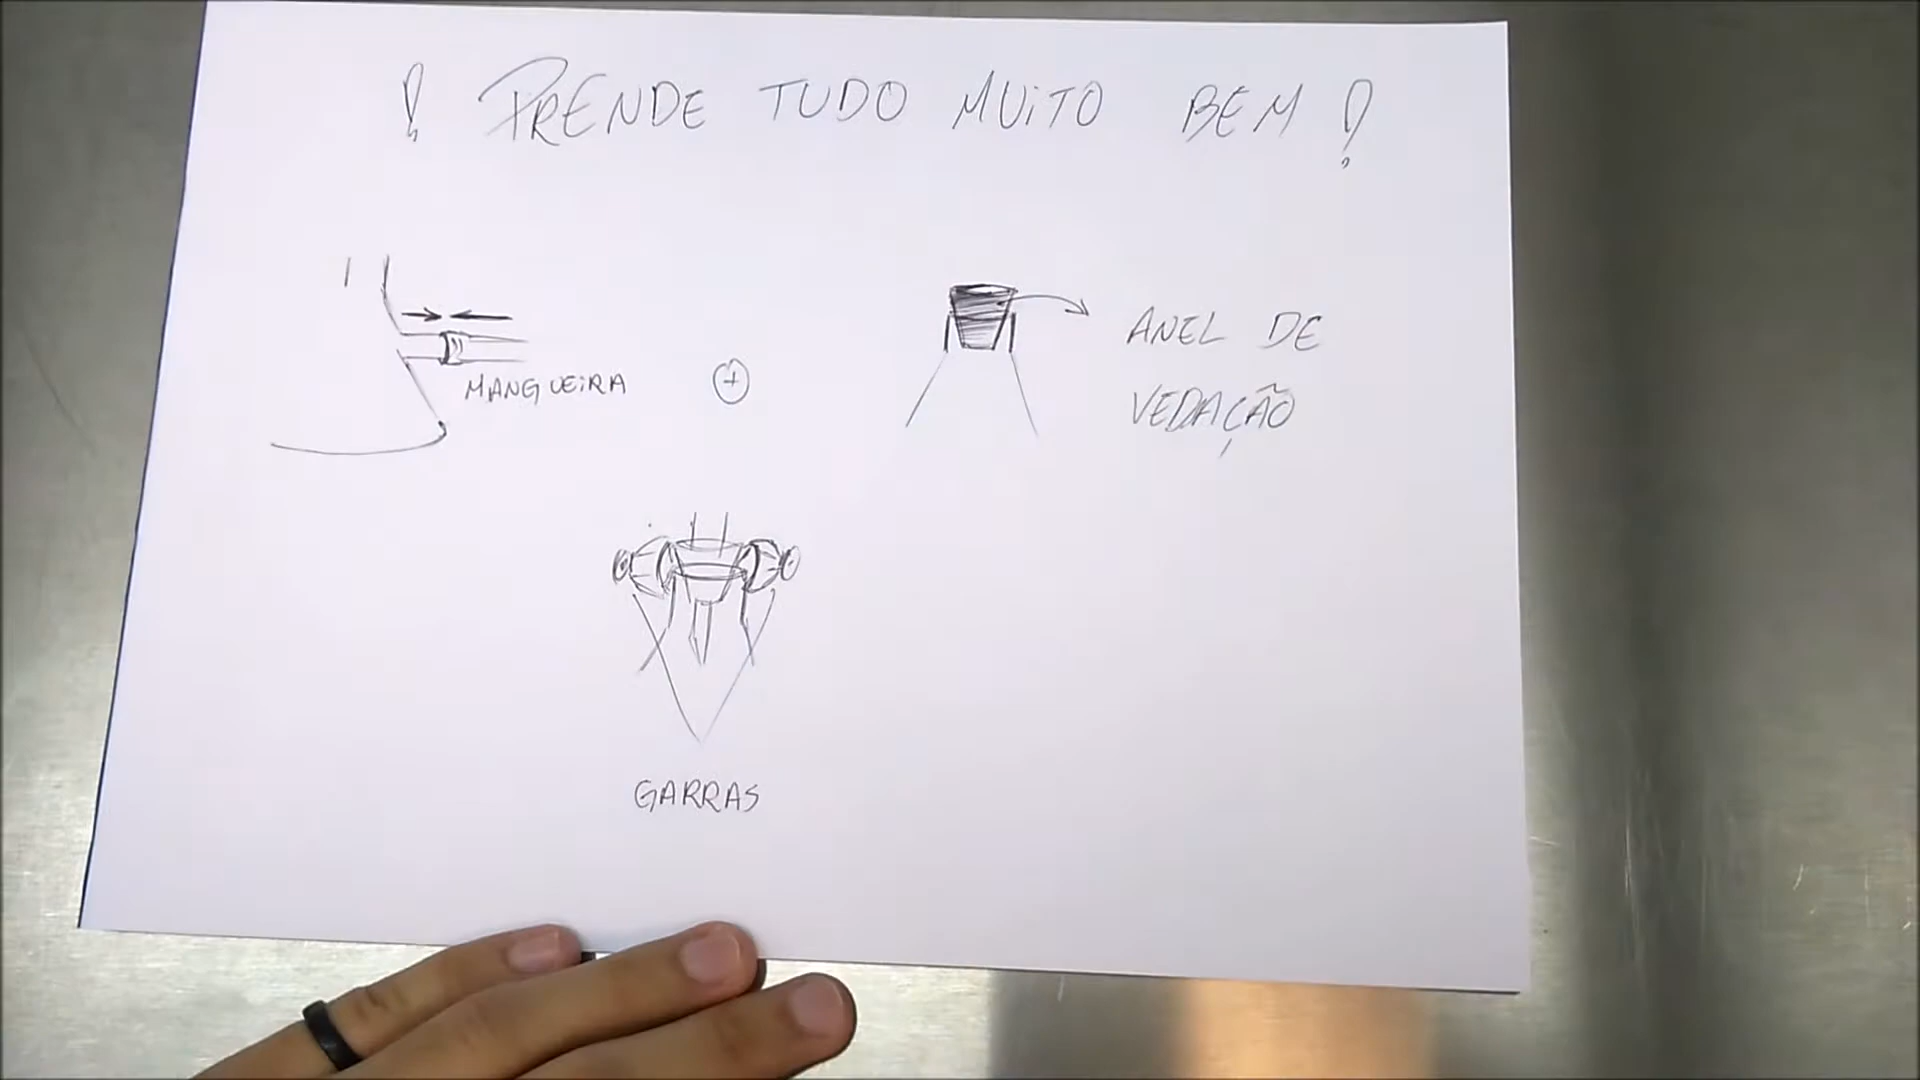 ! PRENDE TUDO MUITO BEM !
MANGUEIRA
+
ANEL DE
VEDAÇÃO
GARRAS